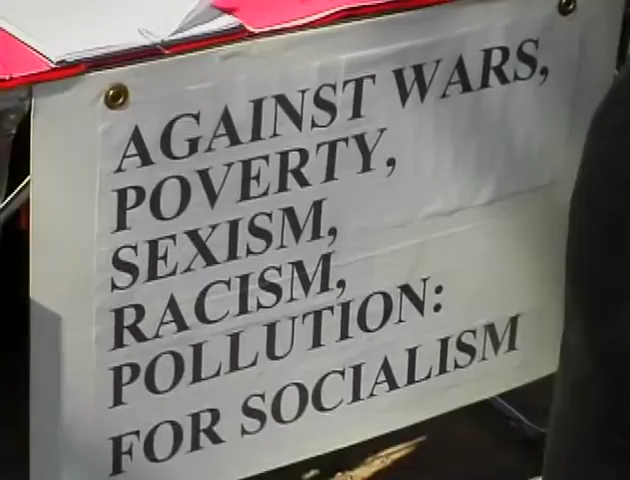 AGAINST WARS,
POVERTY,
SEXISM,
RACISM,
POLLUTION:
FOR SOCIALISM